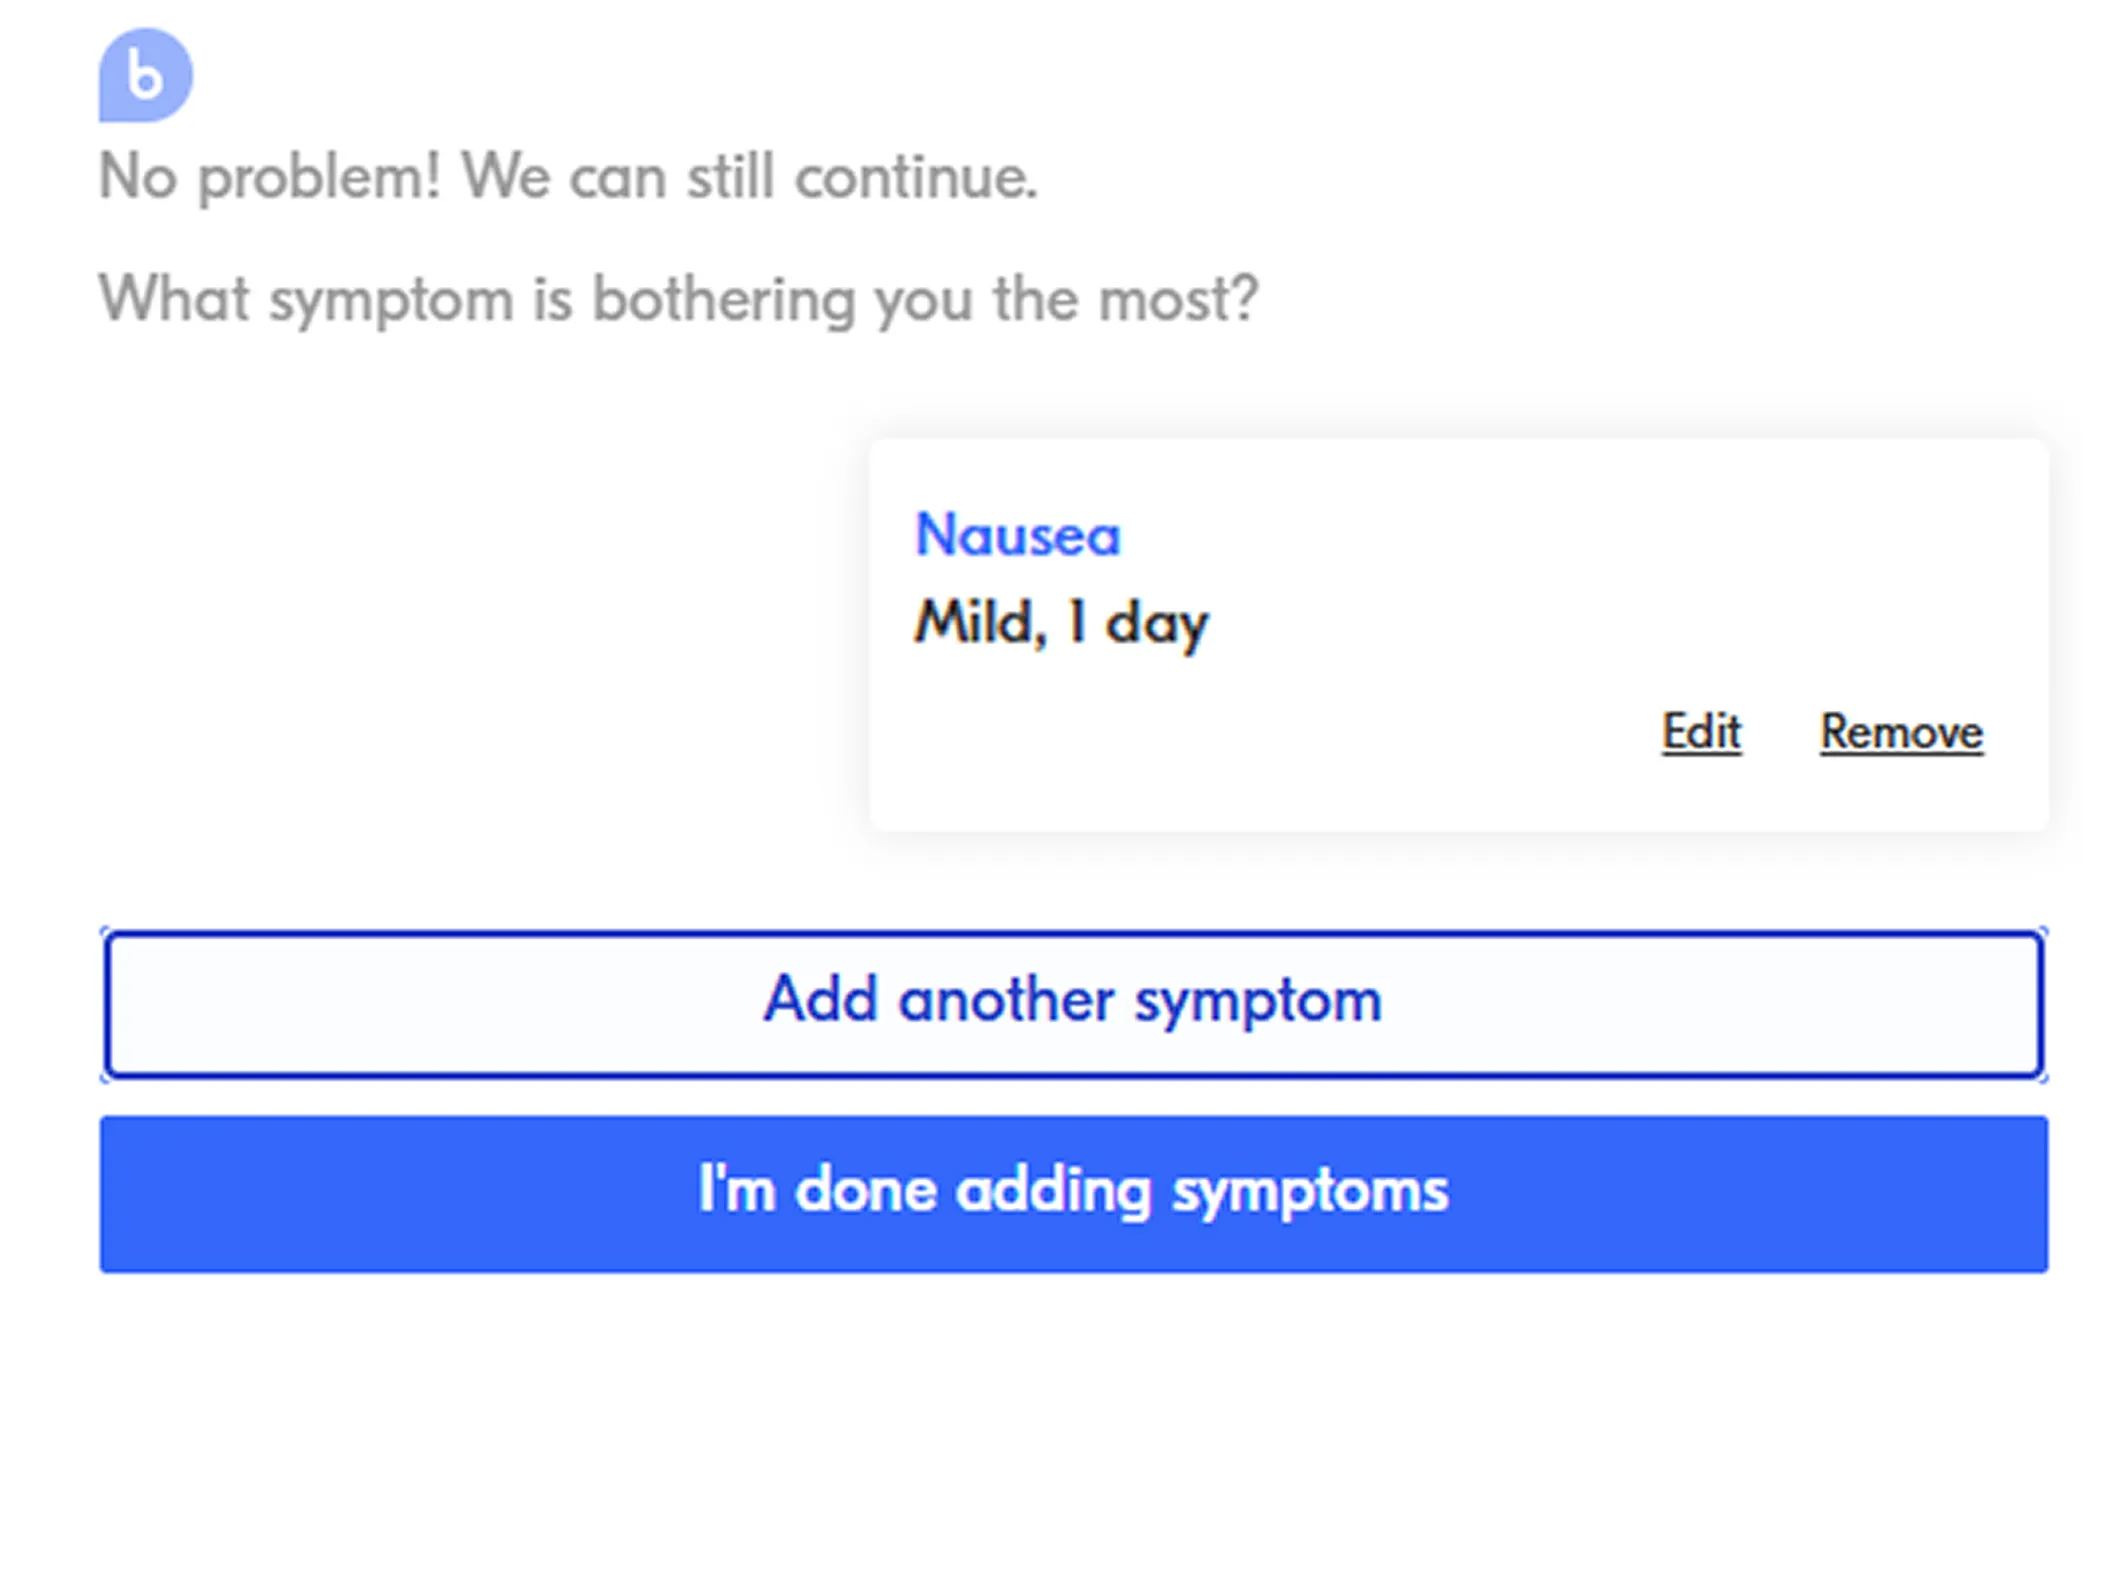 b
No problem! We can still continue.
What symptom is bothering you the most?
Nausea
Mild, 1 day
Edit Remove
Add another symptom
I'm done adding symptoms